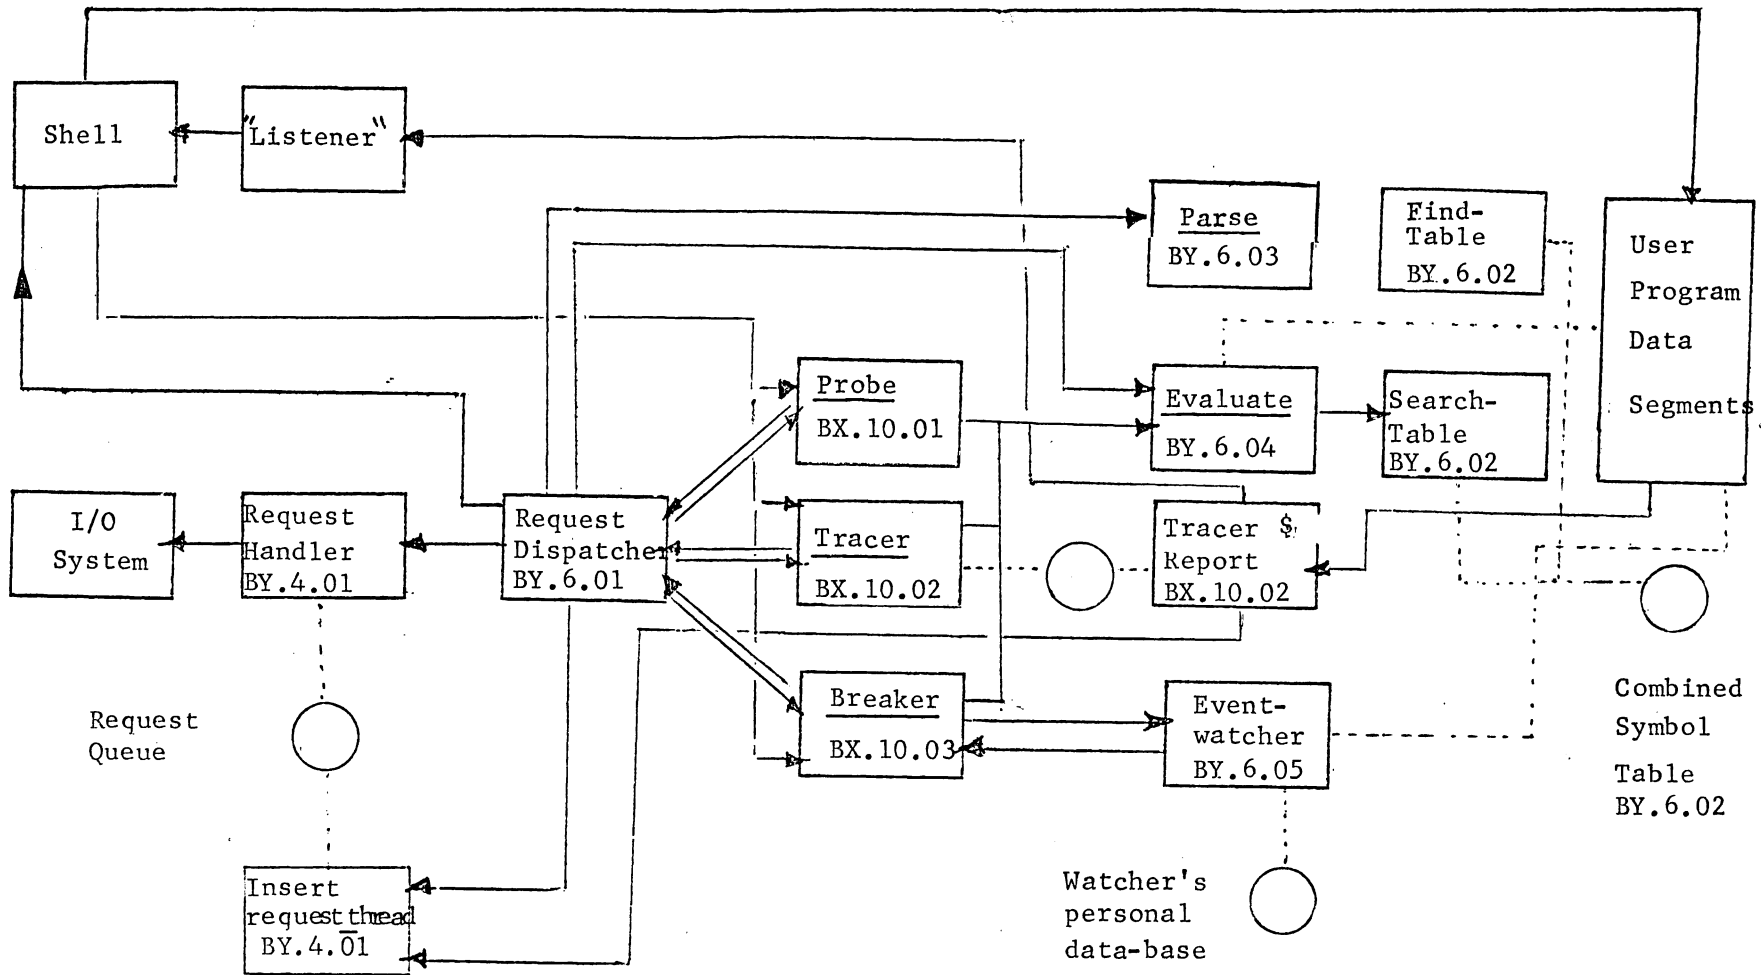 Shell
"Listener"
Parse
BY.6.03
Find-
Table
BY.6.02
User
Program
Data
Segments
Probe
BX.10.01
Evaluate
BY.6.04
Search-
Table
BY.6.02
I/O
System
Request
Handler
BY.4.01
Request
Dispatcher
BY.6.01
Tracer
BX.10.02
Tracer $
Report
BX.10.02
Breaker
BX.10.03
Event-
watcher
BY.6.05
Combined
Symbol
Table
BY.6.02
Request
Queue
Insert
request_thread
BY.4.01
Watcher's
personal
data-base